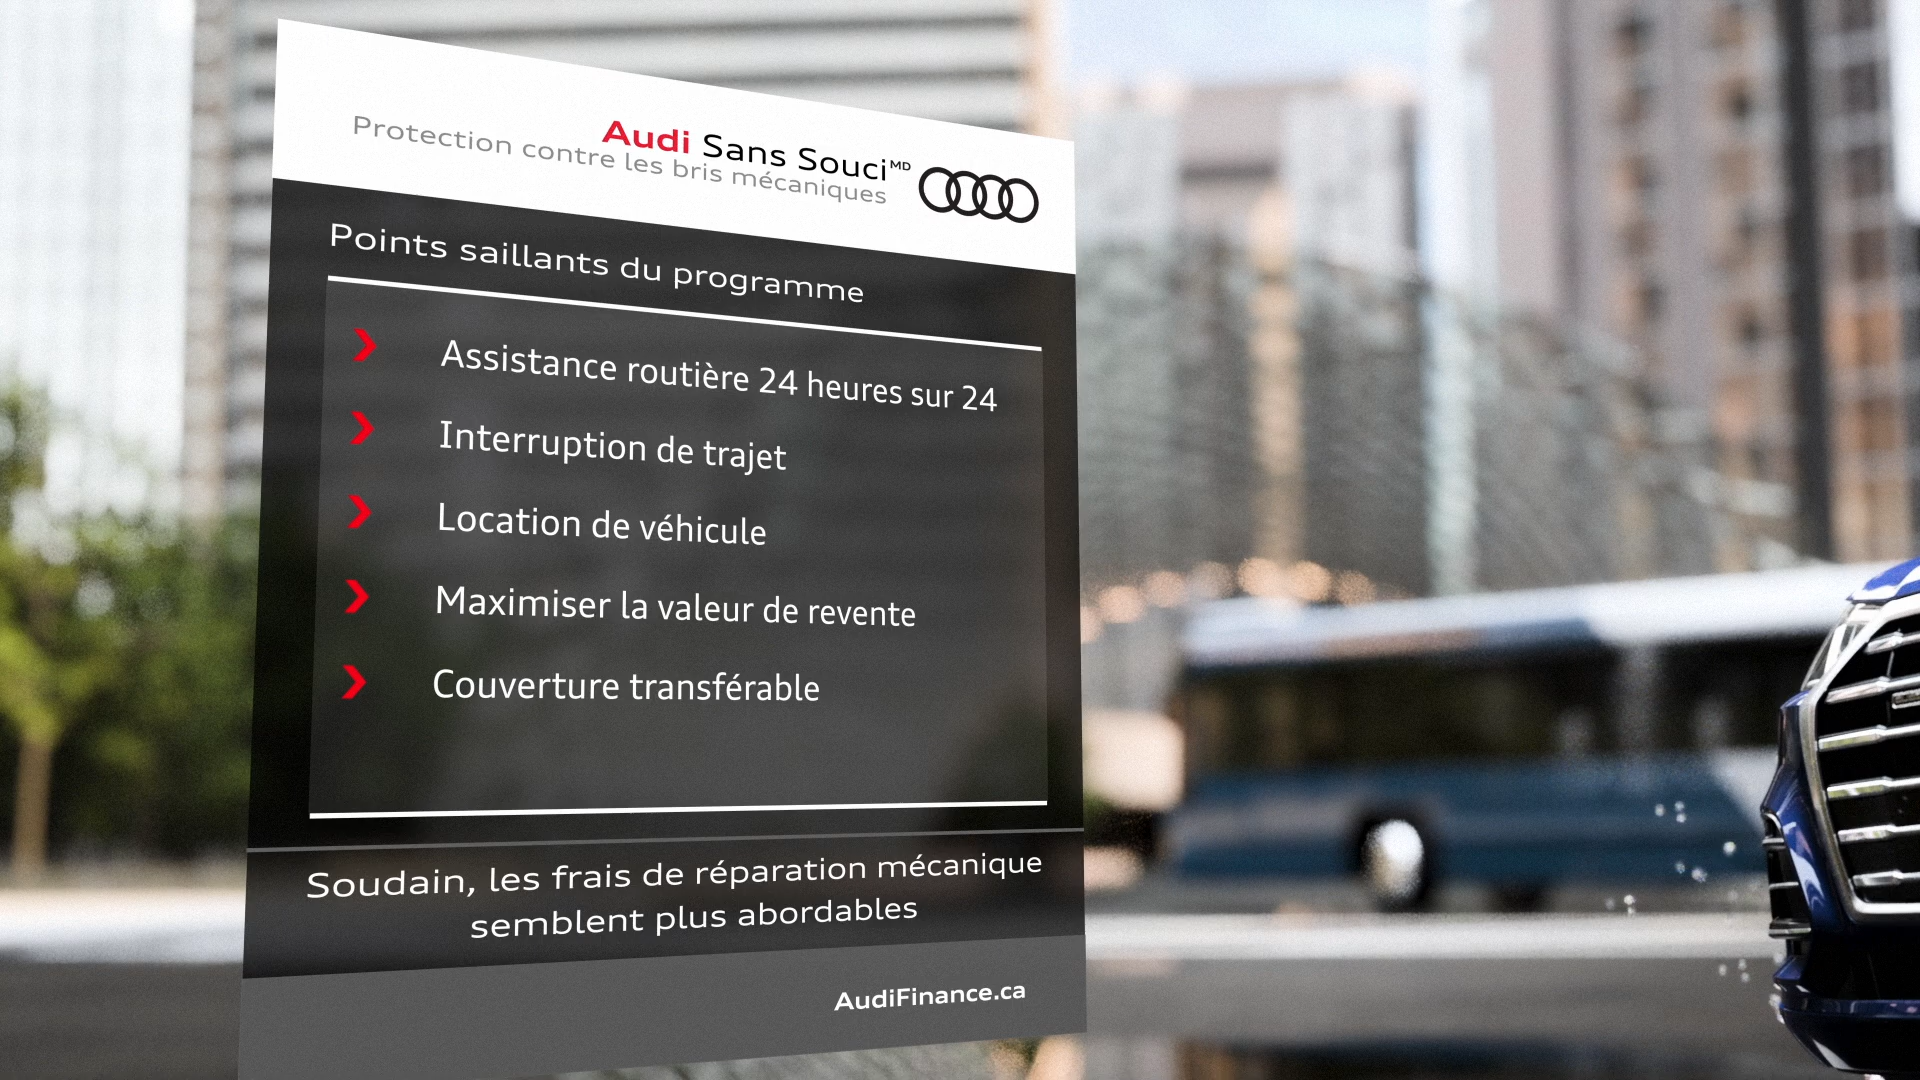 Audi Sans Souci MD
Protection contre les bris mécaniques
Points saillants du programme
Assistance routière 24 heures sur 24
Interruption de trajet
Location de véhicule
Maximiser la valeur de revente
Couverture transférable
Soudain, les frais de réparation mécanique
semblent plus abordables
AudiFinance.ca